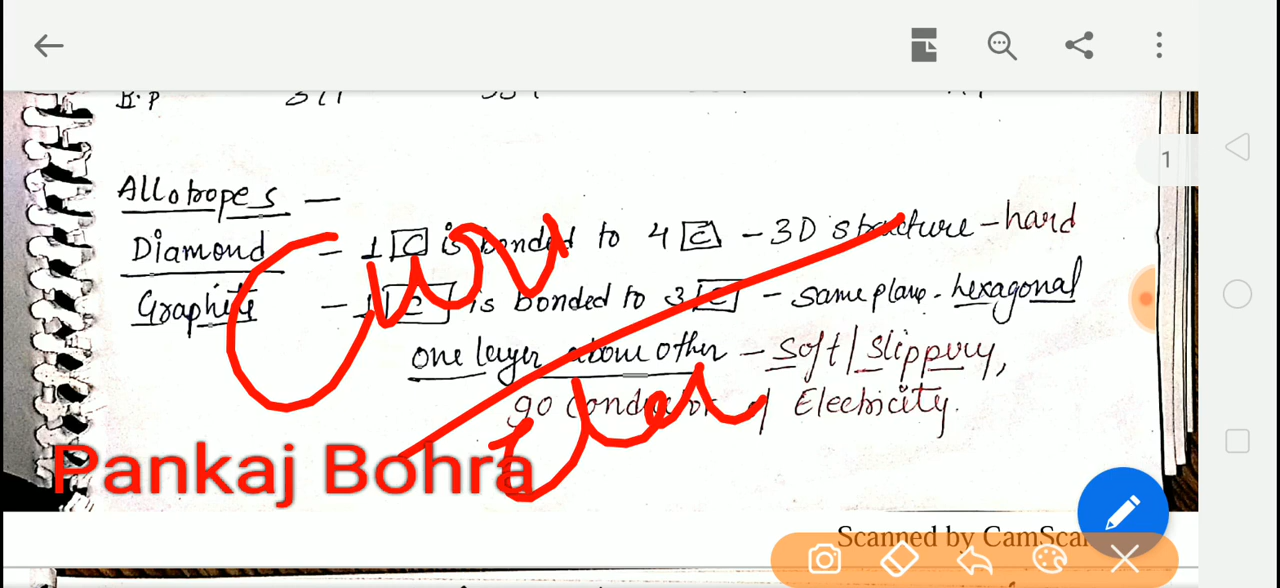 B.P
1
Allotropes —
Diamond – 1 C is bonded to 4 C – 3D structure – hard
Graphite – 1 C is bonded to 3 C – same plane. hexagonal
one layer above other – Soft / Slippery,
go conductor of Electricity.
Pankaj Bohra
Scanned by CamScan